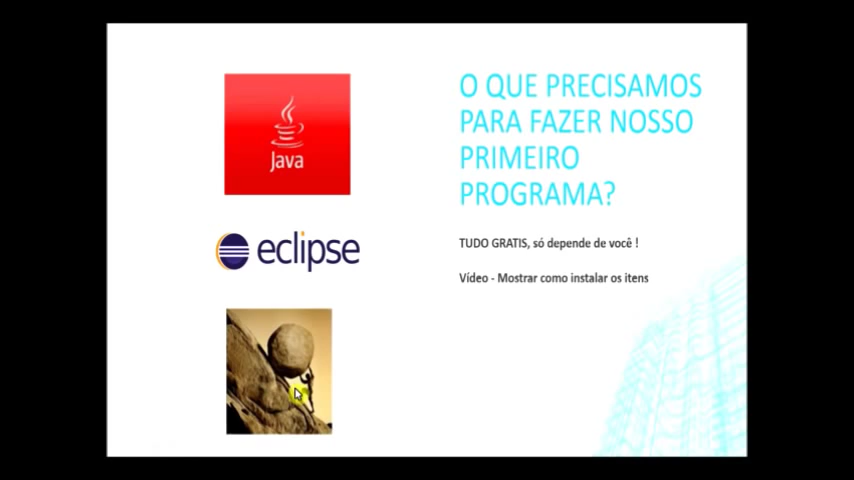 Java
eclipse
O QUE PRECISAMOS
PARA FAZER NOSSO
PRIMEIRO
PROGRAMA?
TUDO GRATIS, só depende de você !
Vídeo - Mostrar como instalar os itens